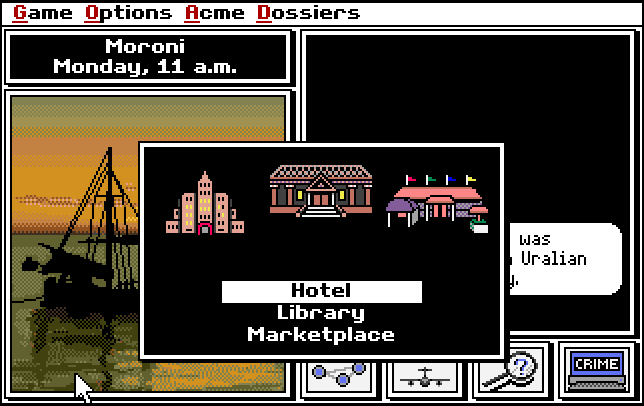 Game Options Acme Dossiers
Moroni
Monday, 11 a.m.
was
Uralian
Hotel
Library
Marketplace
?
CRIME